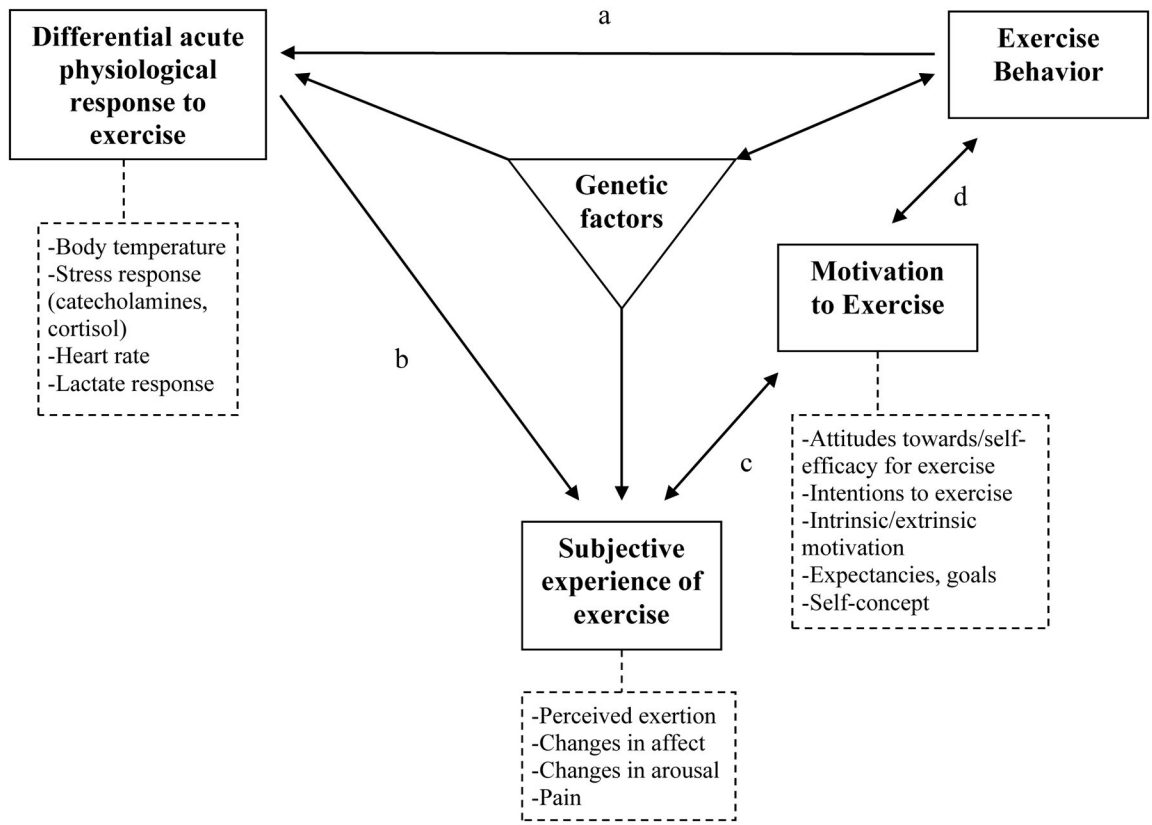 a
Differential acute
physiological
response to
exercise
Exercise
Behavior
Genetic
factors
d
-Body temperature
-Stress response
(catecholamines,
cortisol)
-Heart rate
-Lactate response
Motivation
to Exercise
b
c
-Attitudes towards/self-
efficacy for exercise
-Intentions to exercise
-Intrinsic/extrinsic
motivation
-Expectancies, goals
-Self-concept
Subjective
experience of
exercise
-Perceived exertion
-Changes in affect
-Changes in arousal
-Pain